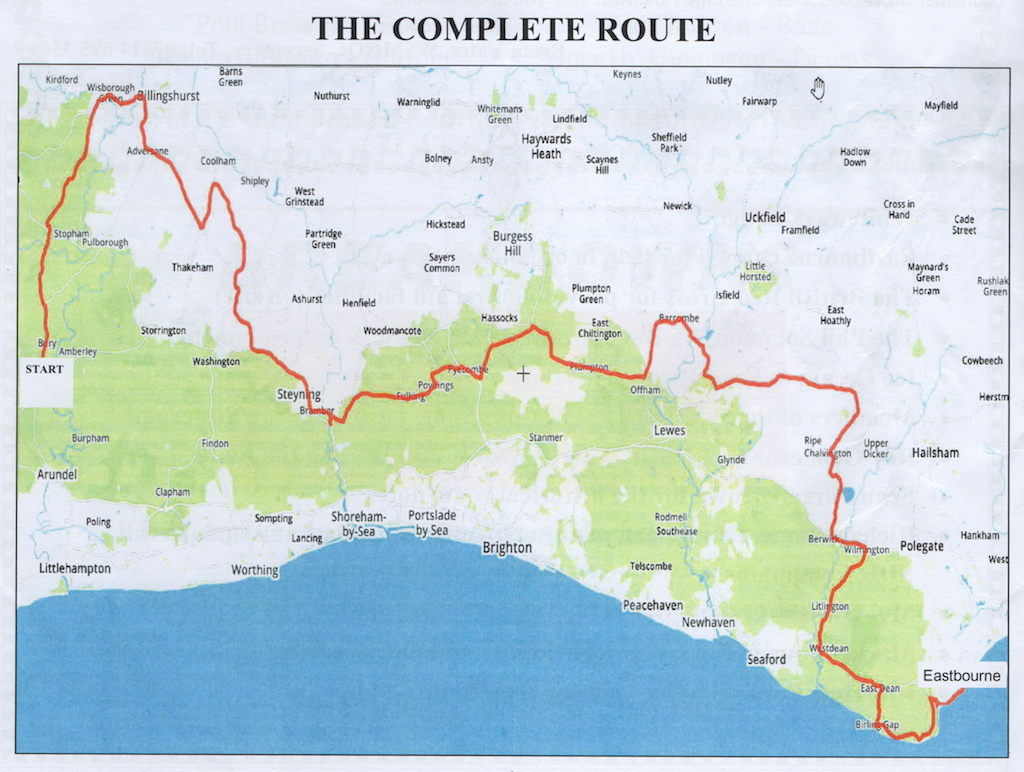 THE COMPLETE ROUTE
Kirdford
Barns
Green
Keynes
Nutley
Wisborough
Green
Billingshurst
Nuthurst
Warninglid
Whitemans
Green
Lindfield
Fairwarp
Mayfield
Adversane
Coolham
Bolney
Ansty
Haywards
Heath
Scaynes
Hill
Sheffield
Park
Hadlow
Down
Shipley
West
Grinstead
Newick
Uckfield
Framfield
Cross in
Hand
Cade
Street
Stopham
Pulborough
Partridge
Green
Hickstead
Burgess
Hill
Thakeham
Sayers
Common
Little
Horsted
Maynard's
Green
Horam
Rushlak
Green
Ashurst
Henfield
Plumpton
Green
Isfield
East
Hoathly
Storrington
Woodmancote
Hassocks
East
Chiltington
Barcombe
Bury
Amberley
Washington
Pyecombe
Plumpton
Cowbeech
START
Steyning
Bramber
Fulking
Poynings
Offham
Herstm
Burpham
Findon
Stanmer
Lewes
Glynde
Ripe
Chalvington
Upper
Dicker
Hailsham
Arundel
Clapham
Poling
Sompting
Lancing
Shoreham-
by-Sea
Portslade
by Sea
Brighton
Rodmell
Southease
Berwick
Wilmington
Polegate
Hankham
West
Littlehampton
Worthing
Telscombe
Peacehaven
Newhaven
Litlington
Seaford
Westdean
East Dean
Eastbourne
Birling Gap